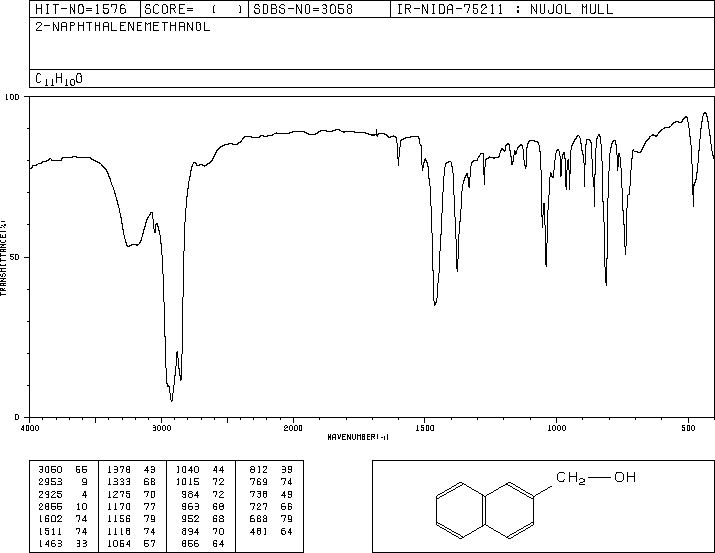 HIT-NO=1576 SCORE= ( ) SDBS-NO=3058 IR-NIDA-75211 : NUJOL MULL
2-NAPHTHALENEMETHANOL
C11H10O
100
50
0
TRANSMITTANCE(%)
4000 3000 2000 1500 1000 500
WAVENUMBER(-1)
3060 66 1378 43 1040 44 812 39
2953 9 1333 68 1015 72 769 74
2925 4 1275 70 984 72 738 49
2855 10 1170 77 963 68 727 66
1602 74 1156 79 952 68 688 79
1511 74 1118 74 894 70 481 64
1463 33 1054 57 856 64
CH2 OH